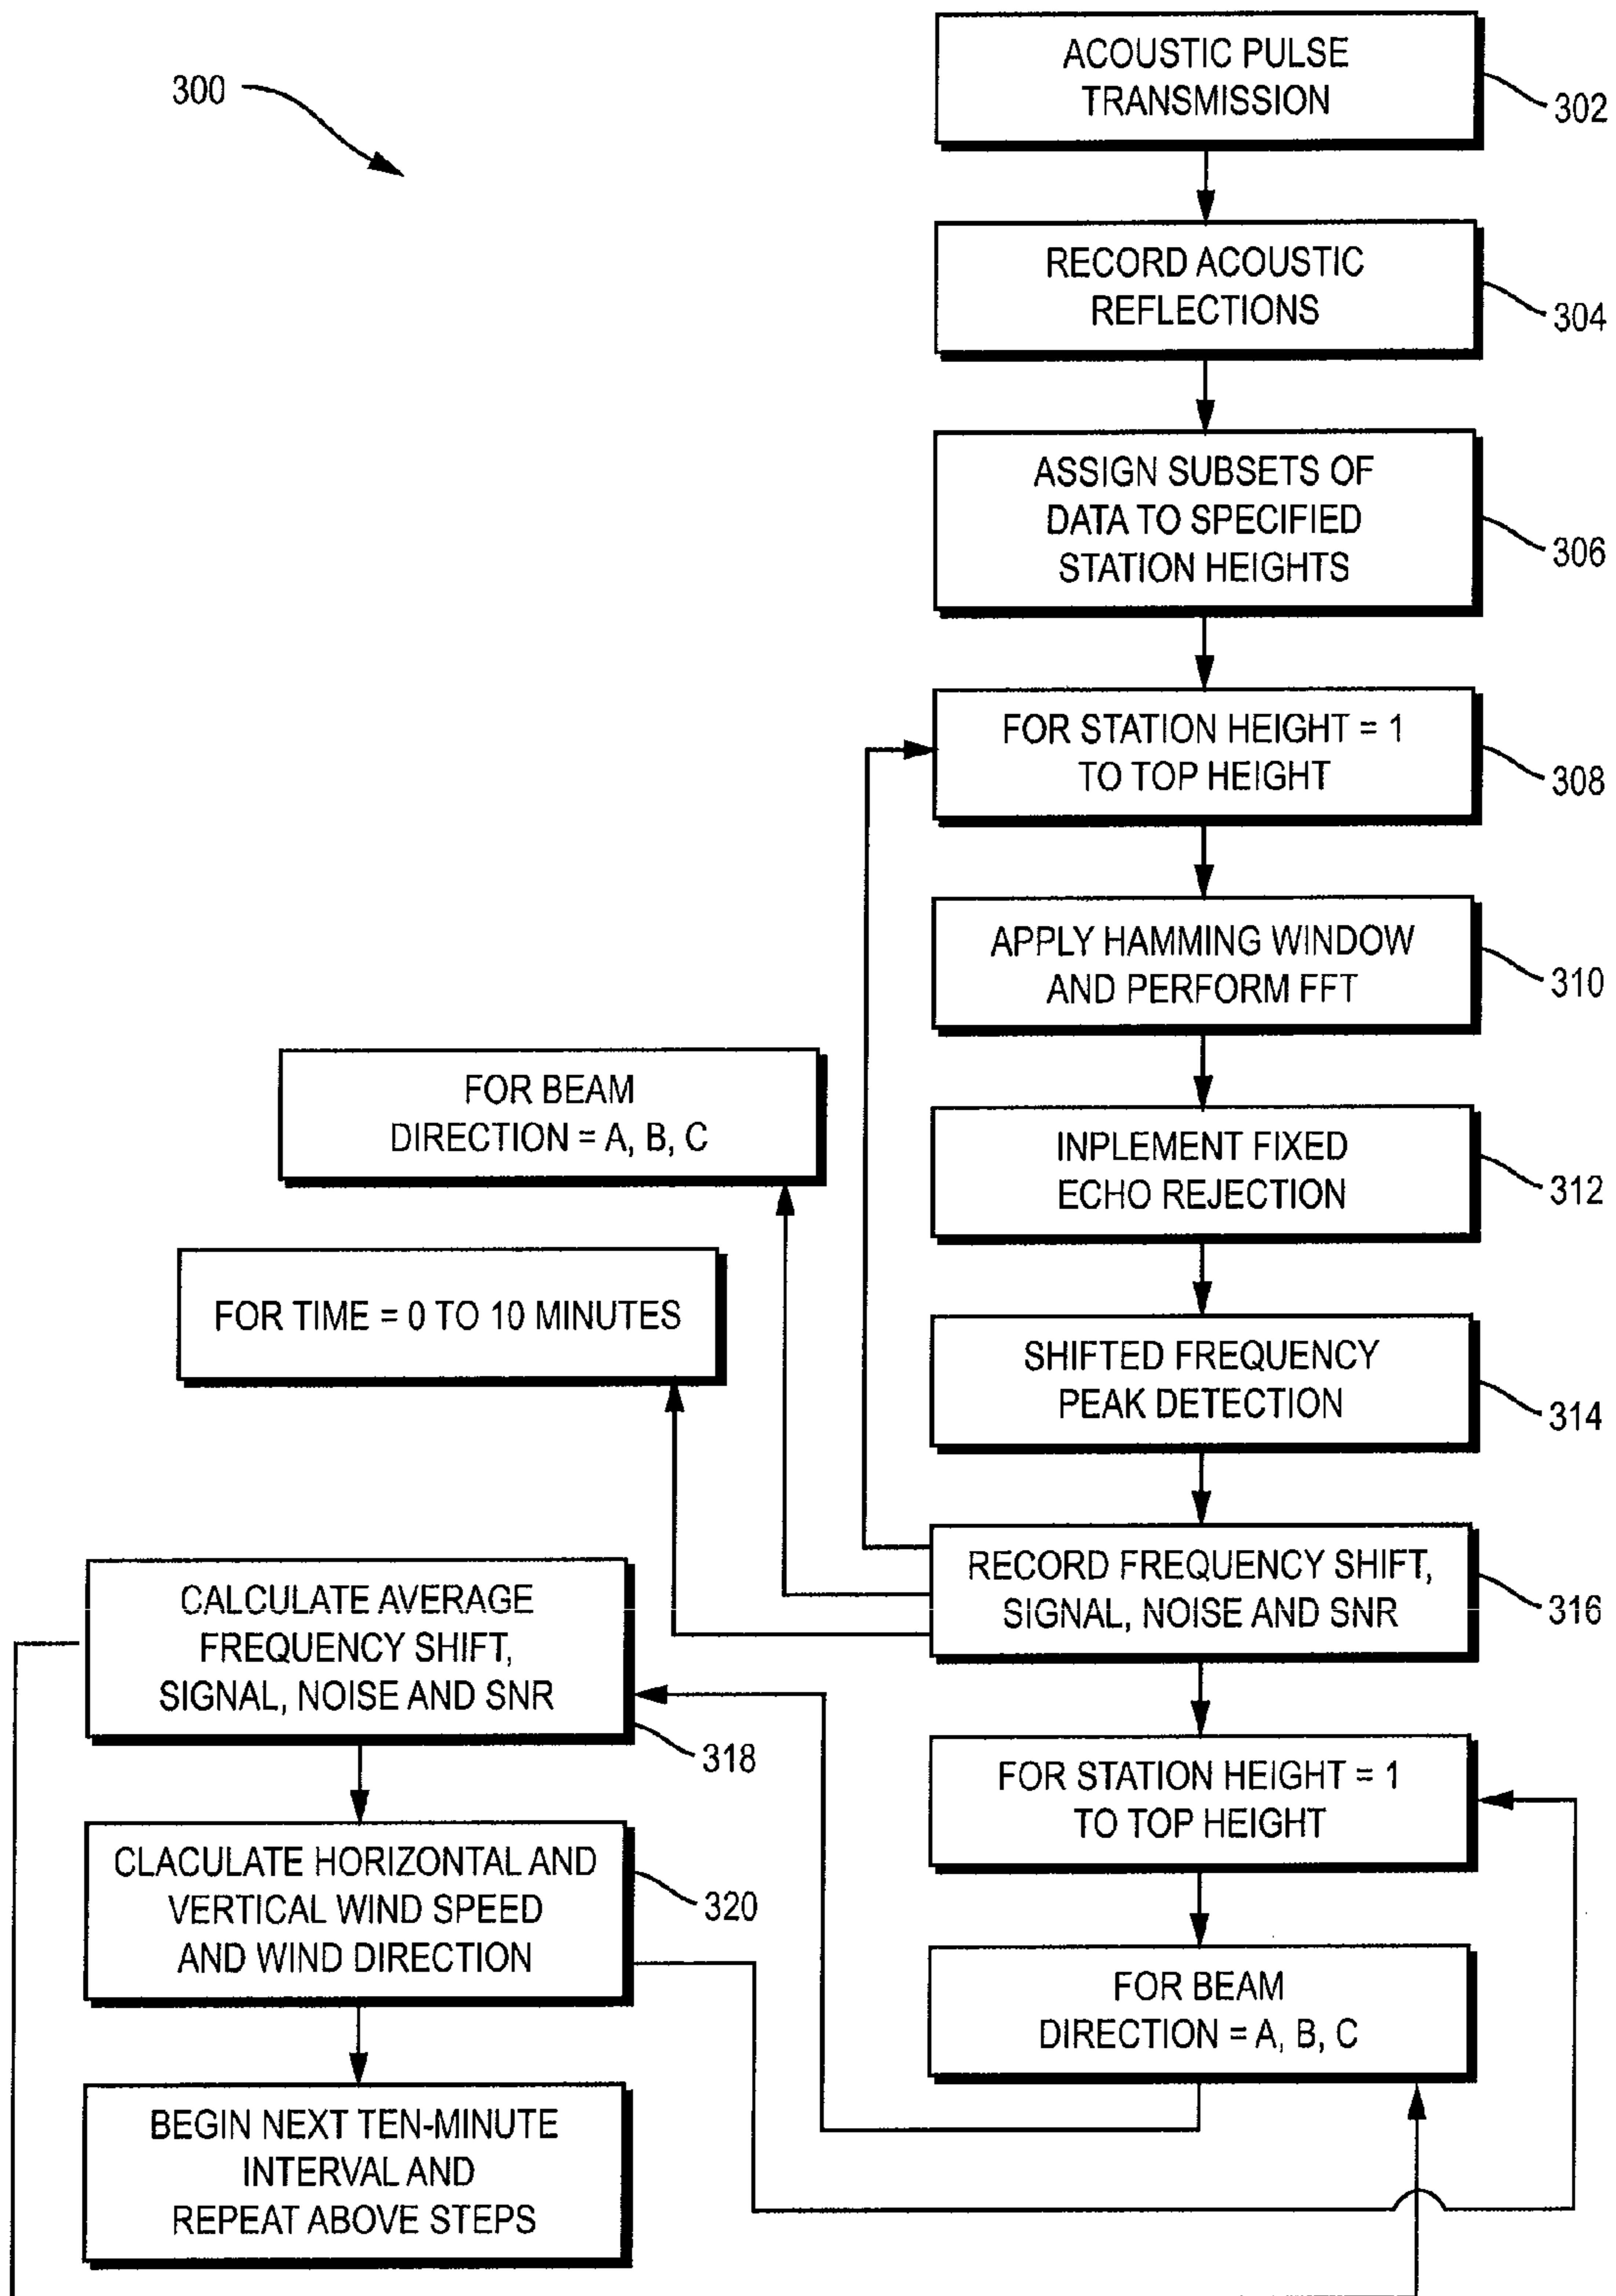 300
ACOUSTIC PULSE
TRANSMISSION
302
RECORD ACOUSTIC
REFLECTIONS
304
ASSIGN SUBSETS OF
DATA TO SPECIFIED
STATION HEIGHTS
306
FOR STATION HEIGHT = 1
TO TOP HEIGHT
308
APPLY HAMMING WINDOW
AND PERFORM FFT
310
FOR BEAM
DIRECTION = A, B, C
INPLEMENT FIXED
ECHO REJECTION
312
FOR TIME = 0 TO 10 MINUTES
SHIFTED FREQUENCY
PEAK DETECTION
314
RECORD FREQUENCY SHIFT,
SIGNAL, NOISE AND SNR
316
CALCULATE AVERAGE
FREQUENCY SHIFT,
SIGNAL, NOISE AND SNR
318
FOR STATION HEIGHT = 1
TO TOP HEIGHT
CLACULATE HORIZONTAL AND
VERTICAL WIND SPEED
AND WIND DIRECTION
320
FOR BEAM
DIRECTION = A, B, C
BEGIN NEXT TEN-MINUTE
INTERVAL AND
REPEAT ABOVE STEPS